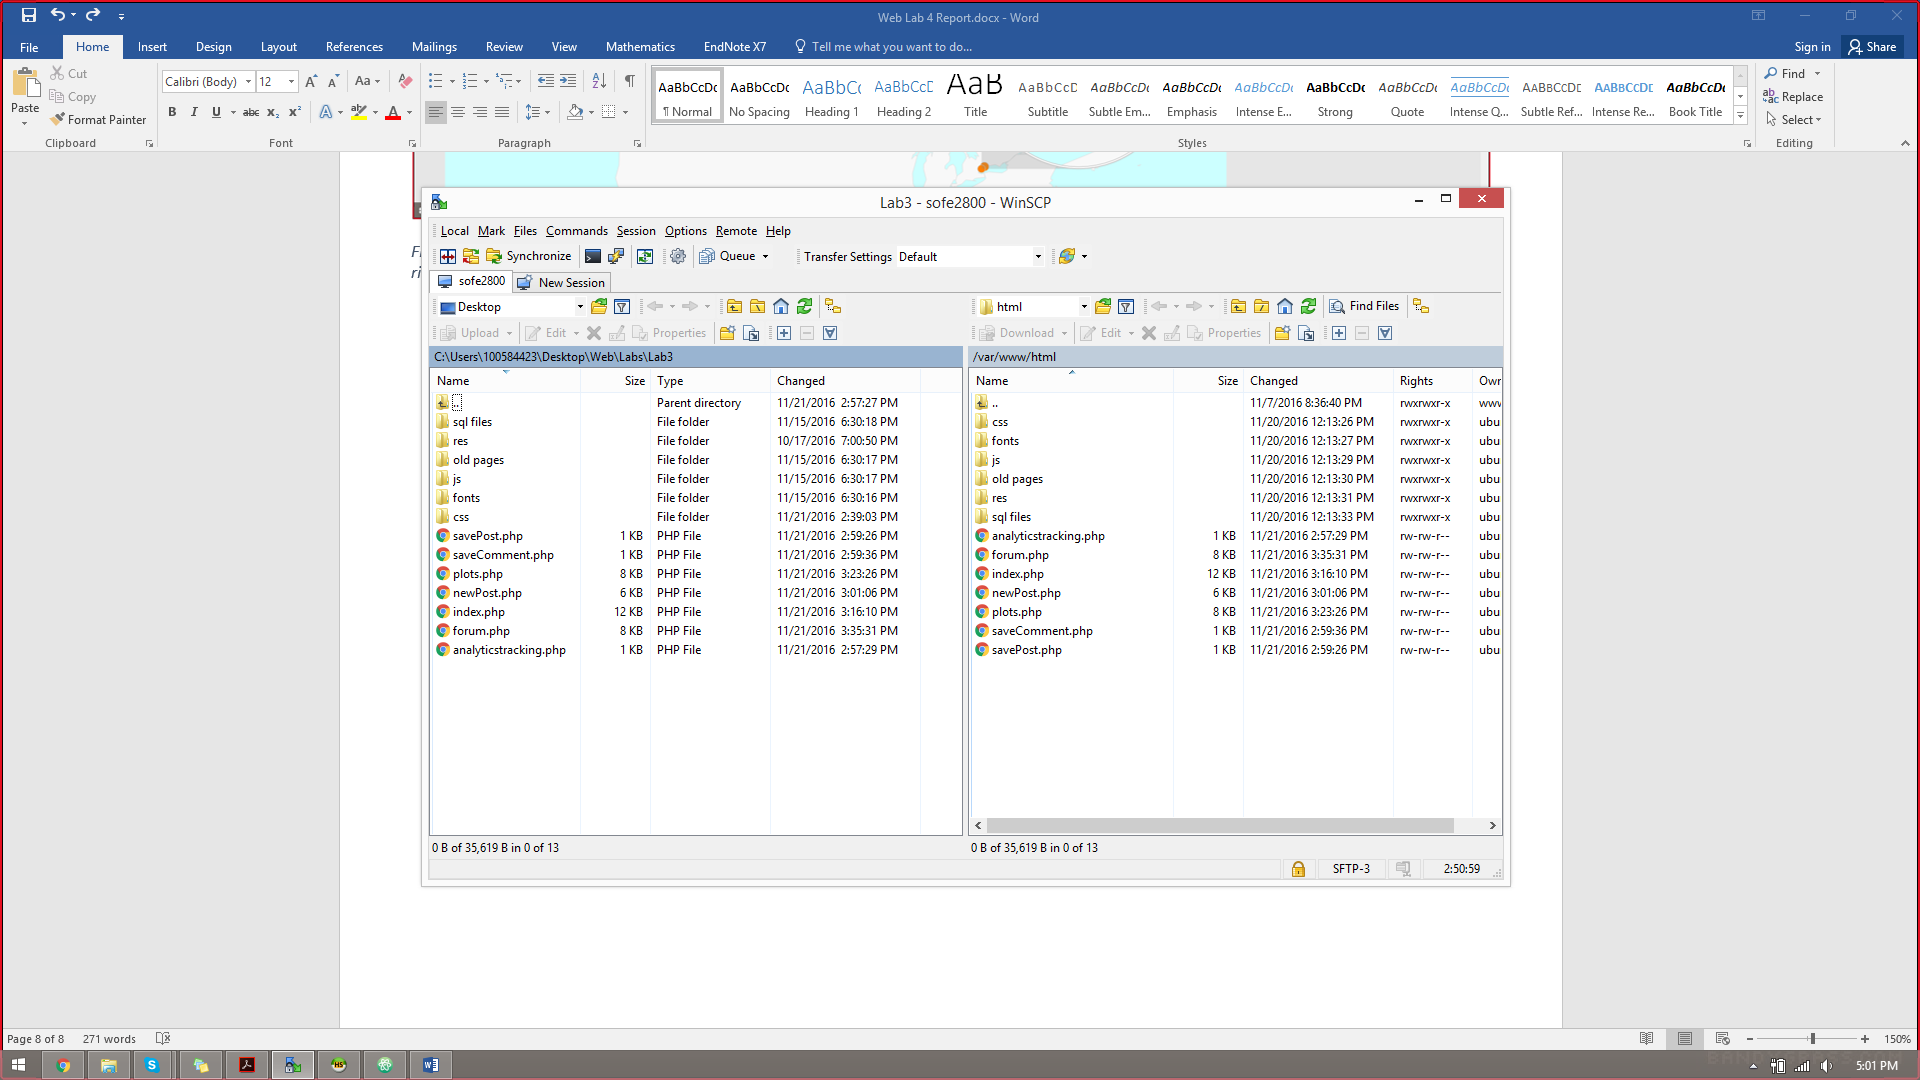 Web Lab 4 Report.docx - Word
File Home Insert Design Layout References Mailings Review View Mathematics EndNote X7 Tell me what you want to do... Sign in Share
Paste Cut Copy Format Painter
Calibri (Body) 12 Aa
B I U abc x₂ x² A A
AaBbCcDc AaBbCcDc AaBbCc AaBbCcD AaB AaBbCcD AaBbCcDc AaBbCcDc AaBbCcDc AaBbCcDc AaBbCcDc AaBbCcDc AABBCCDD AABBCCDD AaBbCcDc
¶ Normal No Spacing Heading 1 Heading 2 Title Subtitle Subtle Em... Emphasis Intense E... Strong Quote Intense Q... Subtle Ref... Intense Re... Book Title
Find Replace Select
Clipboard Font Paragraph Styles Editing
Lab3 - sofe2800 - WinSCP
Local Mark Files Commands Session Options Remote Help
Synchronize Queue Transfer Settings Default
sofe2800 New Session
Desktop html Find Files
Upload Edit Properties Download Edit Properties
C:\Users\100584423\Desktop\Web\Labs\Lab3 /var/www/html
Name Size Type Changed
.. Parent directory 11/21/2016 2:57:27 PM
sql files File folder 11/15/2016 6:30:18 PM
res File folder 10/17/2016 7:00:50 PM
old pages File folder 11/15/2016 6:30:17 PM
js File folder 11/15/2016 6:30:17 PM
fonts File folder 11/15/2016 6:30:16 PM
css File folder 11/21/2016 2:39:03 PM
savePost.php 1 KB PHP File 11/21/2016 2:59:26 PM
saveComment.php 1 KB PHP File 11/21/2016 2:59:36 PM
plots.php 8 KB PHP File 11/21/2016 3:23:26 PM
newPost.php 6 KB PHP File 11/21/2016 3:01:06 PM
index.php 12 KB PHP File 11/21/2016 3:16:10 PM
forum.php 8 KB PHP File 11/21/2016 3:35:31 PM
analyticstracking.php 1 KB PHP File 11/21/2016 2:57:29 PM
0 B of 35,619 B in 0 of 13
Name Size Changed Rights Own
.. 11/7/2016 8:36:40 PM rwxrwxr-x www
css 11/20/2016 12:13:26 PM rwxrwxr-x ubu
fonts 11/20/2016 12:13:27 PM rwxrwxr-x ubu
js 11/20/2016 12:13:29 PM rwxrwxr-x ubu
old pages 11/20/2016 12:13:30 PM rwxrwxr-x ubu
res 11/20/2016 12:13:31 PM rwxrwxr-x ubu
sql files 11/20/2016 12:13:33 PM rwxrwxr-x ubu
analyticstracking.php 1 KB 11/21/2016 2:57:29 PM rw-rw-r-- ubu
forum.php 8 KB 11/21/2016 3:35:31 PM rw-rw-r-- ubu
index.php 12 KB 11/21/2016 3:16:10 PM rw-rw-r-- ubu
newPost.php 6 KB 11/21/2016 3:01:06 PM rw-rw-r-- ubu
plots.php 8 KB 11/21/2016 3:23:26 PM rw-rw-r-- ubu
saveComment.php 1 KB 11/21/2016 2:59:36 PM rw-rw-r-- ubu
savePost.php 1 KB 11/21/2016 2:59:26 PM rw-rw-r-- ubu
0 B of 35,619 B in 0 of 13
SFTP-3 2:50:59
Page 8 of 8 271 words 150%
5:01 PM